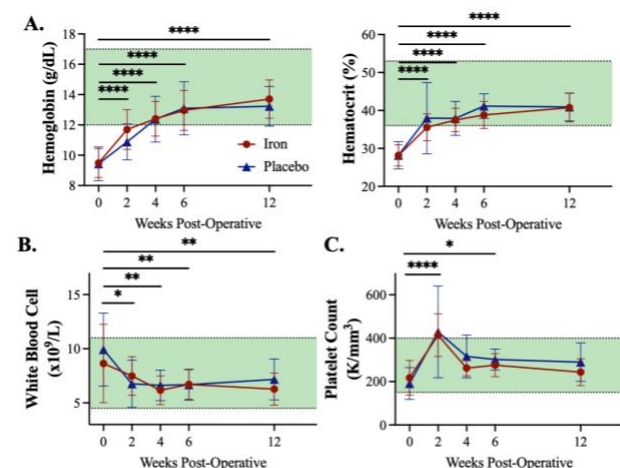 A.
****
****
****
****
Hemoglobin (g/dL)
18
16
14
12
10
8
Iron
Placebo
0 2 4 6 12
Weeks Post-Operative
****
****
****
****
Hematocrit (%)
60
50
40
30
20
0 2 4 6 12
Weeks Post-Operative
B.
**
**
**
*
White Blood Cell
(x10⁹/L)
15
10
5
0 2 4 6 12
Weeks Post-Operative
C.
*
****
Platelet Count
(K/mm³)
600
400
200
0
0 2 4 6 12
Weeks Post-Operative